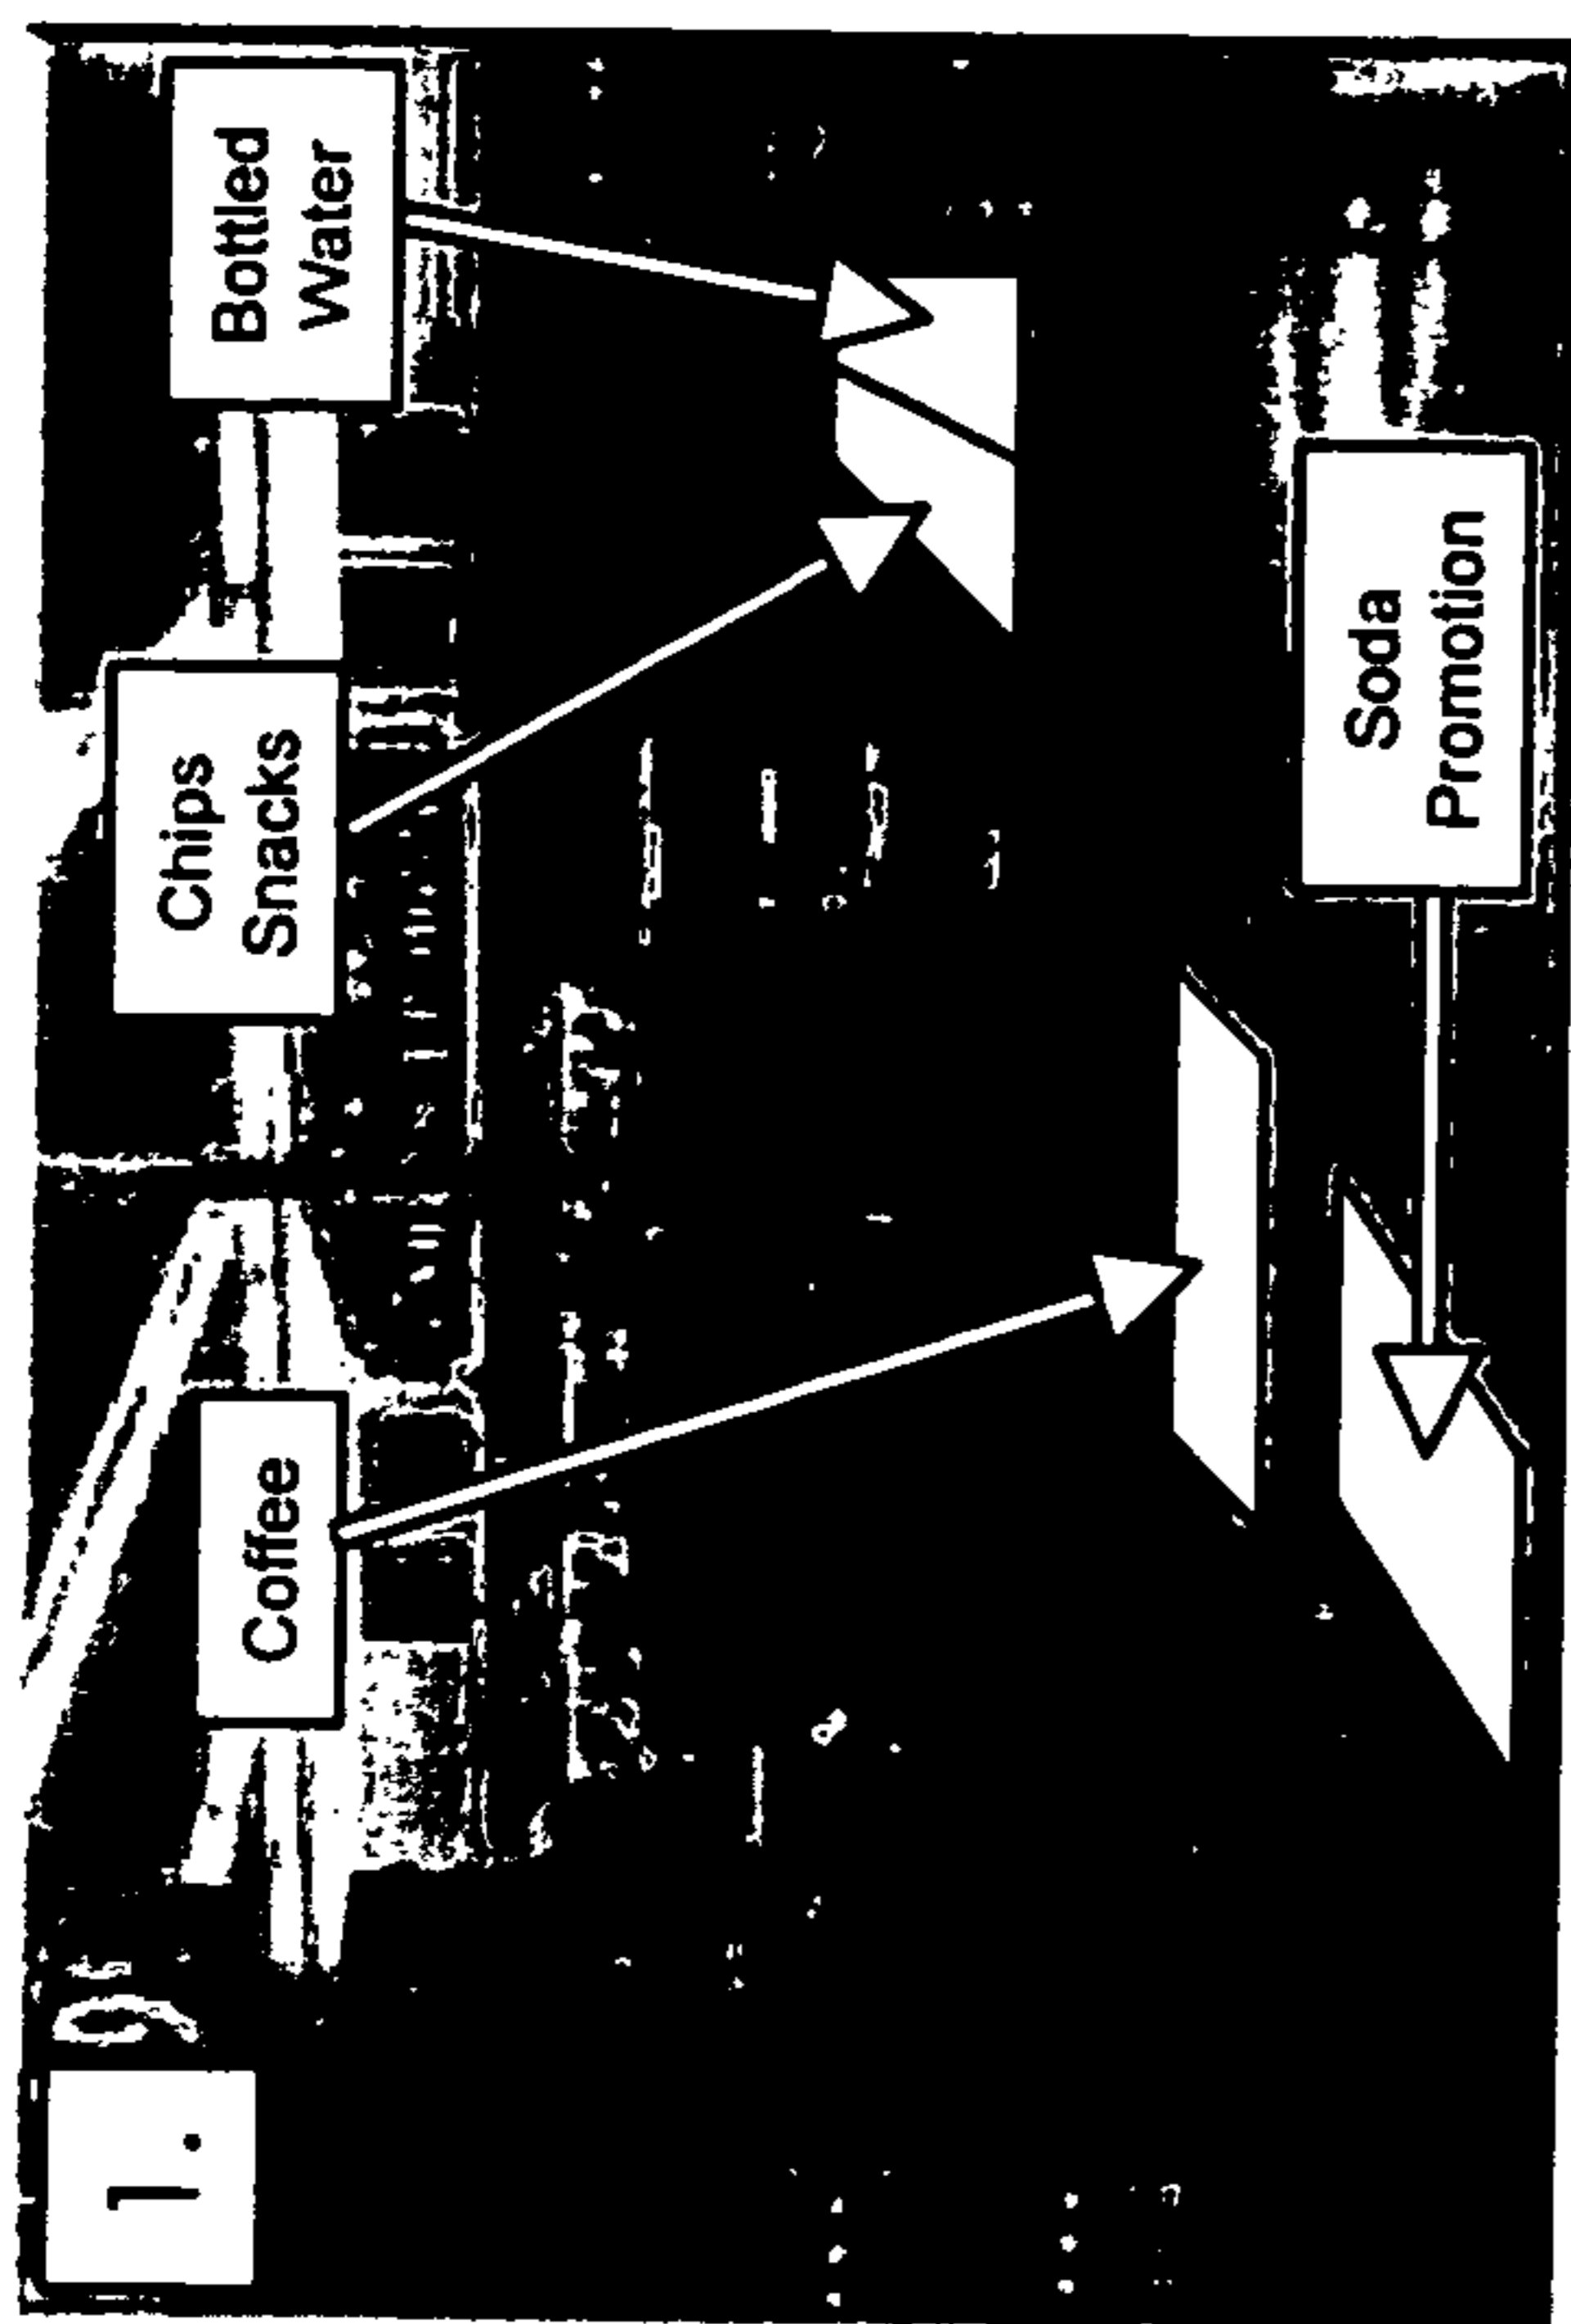 1.
Coffee
Chips
Snacks
Bottled
Water
Soda
Promotion